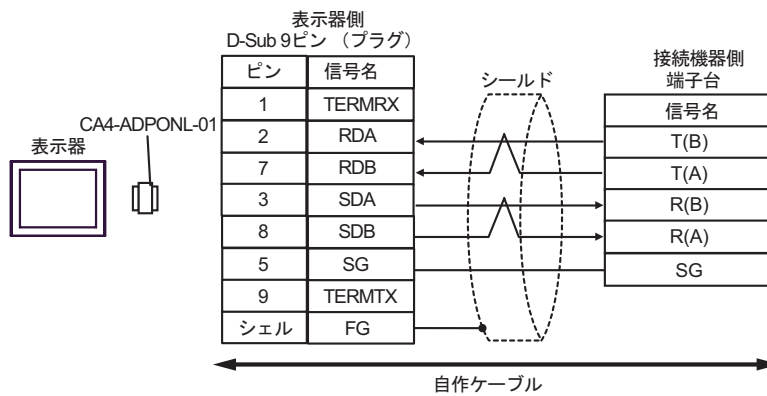 表示器側
D-Sub 9ピン （プラグ）
接続機器側
端子台
ピン 信号名
シールド
信号名
1 TERMRX
CA4-ADPONL-01
2 RDA T(B)
表示器
7 RDB T(A)
3 SDA R(B)
8 SDB R(A)
5 SG SG
9 TERMTX
シェル FG
自作ケーブル